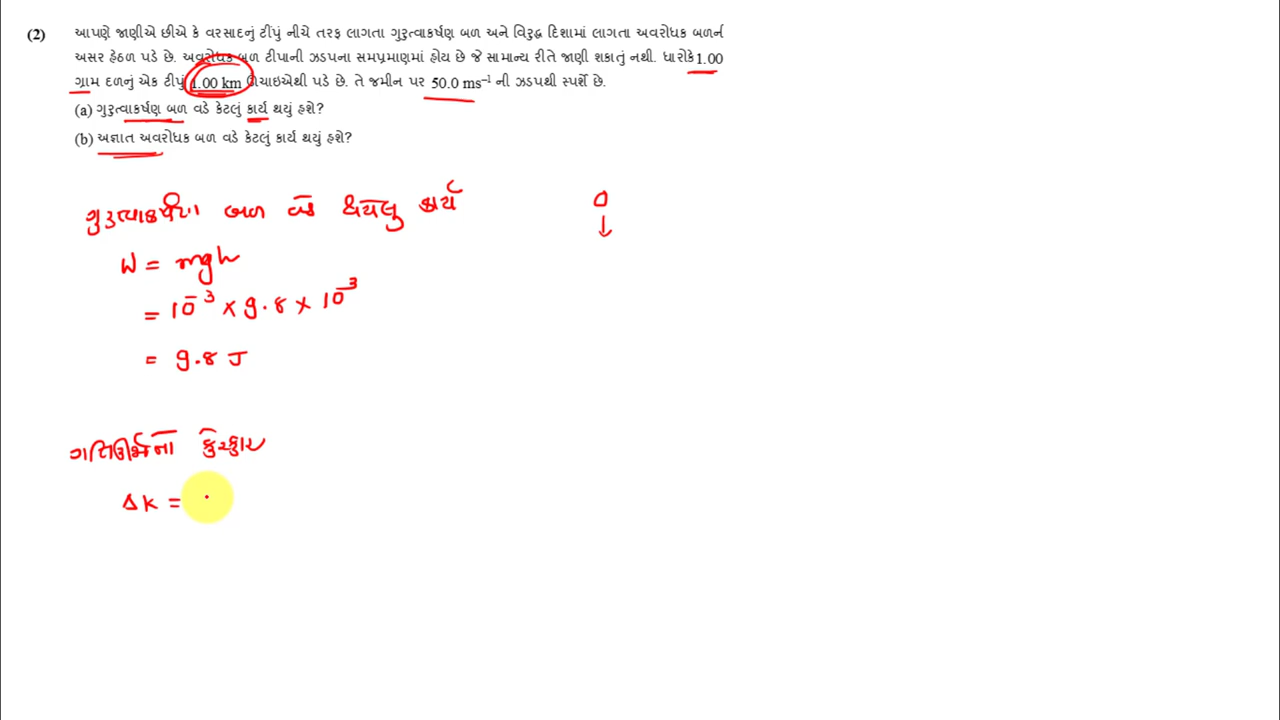 (2) આપણે જાણીએ છીએ કે વરસાદનું ટીંપું નીચે તરફ લાગતા ગુરુત્વાકર્ષણ બળ અને વિરુદ્ધ દિશામાં લાગતા અવરોધક બળની
અસર હેઠળ પડે છે. અવરોધક બળ ટીપાની ઝડપના સમપ્રમાણમાં હોય છે જે સામાન્ય રીતે જાણી શકાતું નથી. ધારોકે 1.00
ગ્રામ દળનું એક ટીપું 1.00 km ઊંચાઇએથી પડે છે. તે જમીન પર 50.0 ms⁻¹ ની ઝડપથી સ્પર્શે છે.
(a) ગુરુત્વાકર્ષણ બળ વડે કેટલું કાર્ય થયું હશે?
(b) અજ્ઞાત અવરોધક બળ વડે કેટલું કાર્ય થયું હશે?
ગુરુત્વાકર્ષણ બળ વડે થયેલુ કાર્ય
W = mgh
= 10⁻³ × 9.8 × 10⁻³
= 9.8 J
ગતિઊર્જાનો ફેરફાર
Δk =